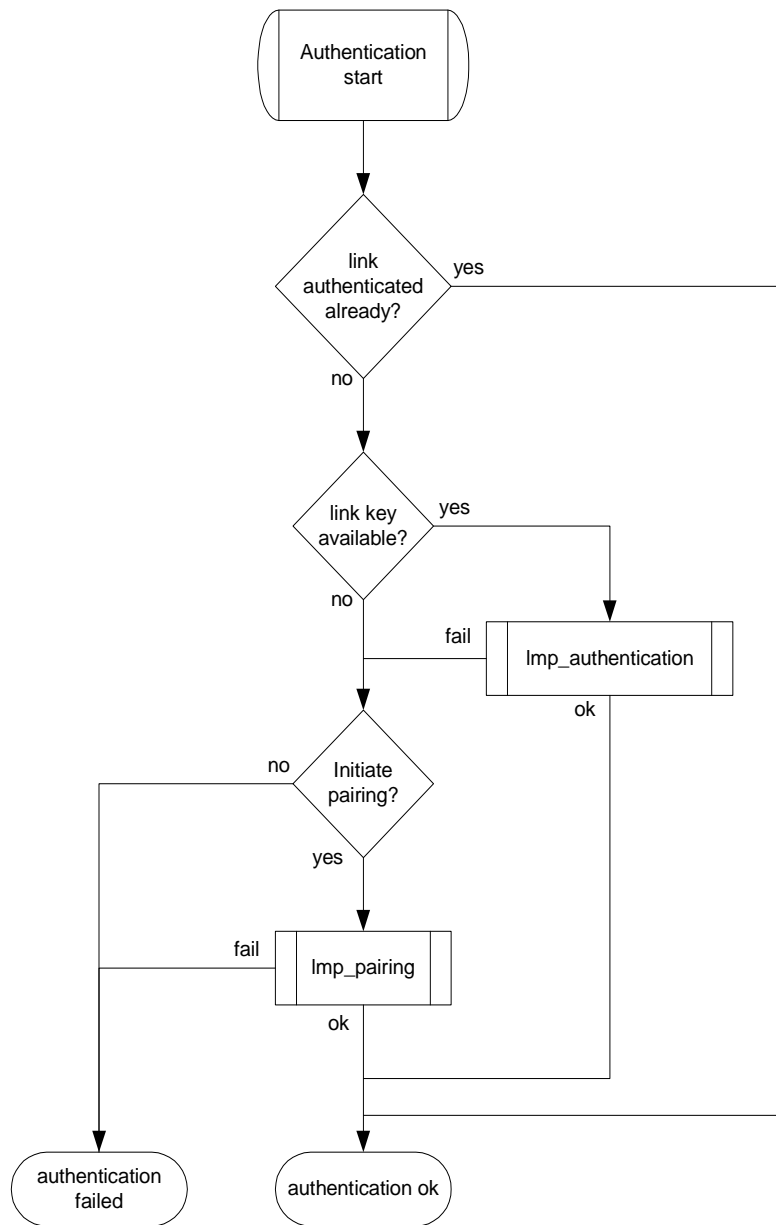 Authentication
start
link
authenticated
already?
yes
no
link key
available?
yes
no
fail
lmp_authentication
ok
no
Initiate
pairing?
yes
fail
lmp_pairing
ok
authentication
failed
authentication ok